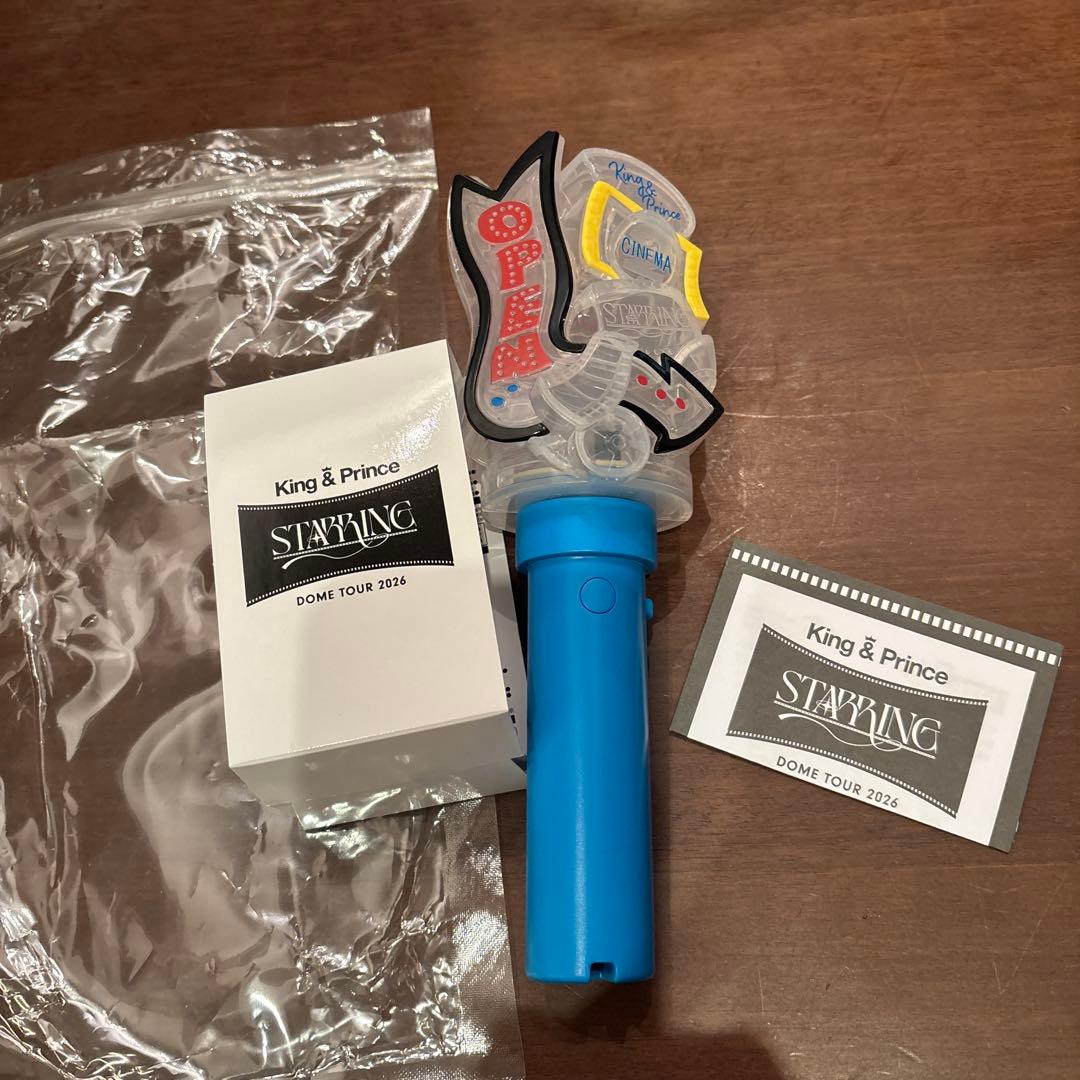 OPEN
King &
Prince
CINEMA
STARRING
King & Prince
STARRING
DOME TOUR 2026
King & Prince
STARRING
DOME TOUR 2026